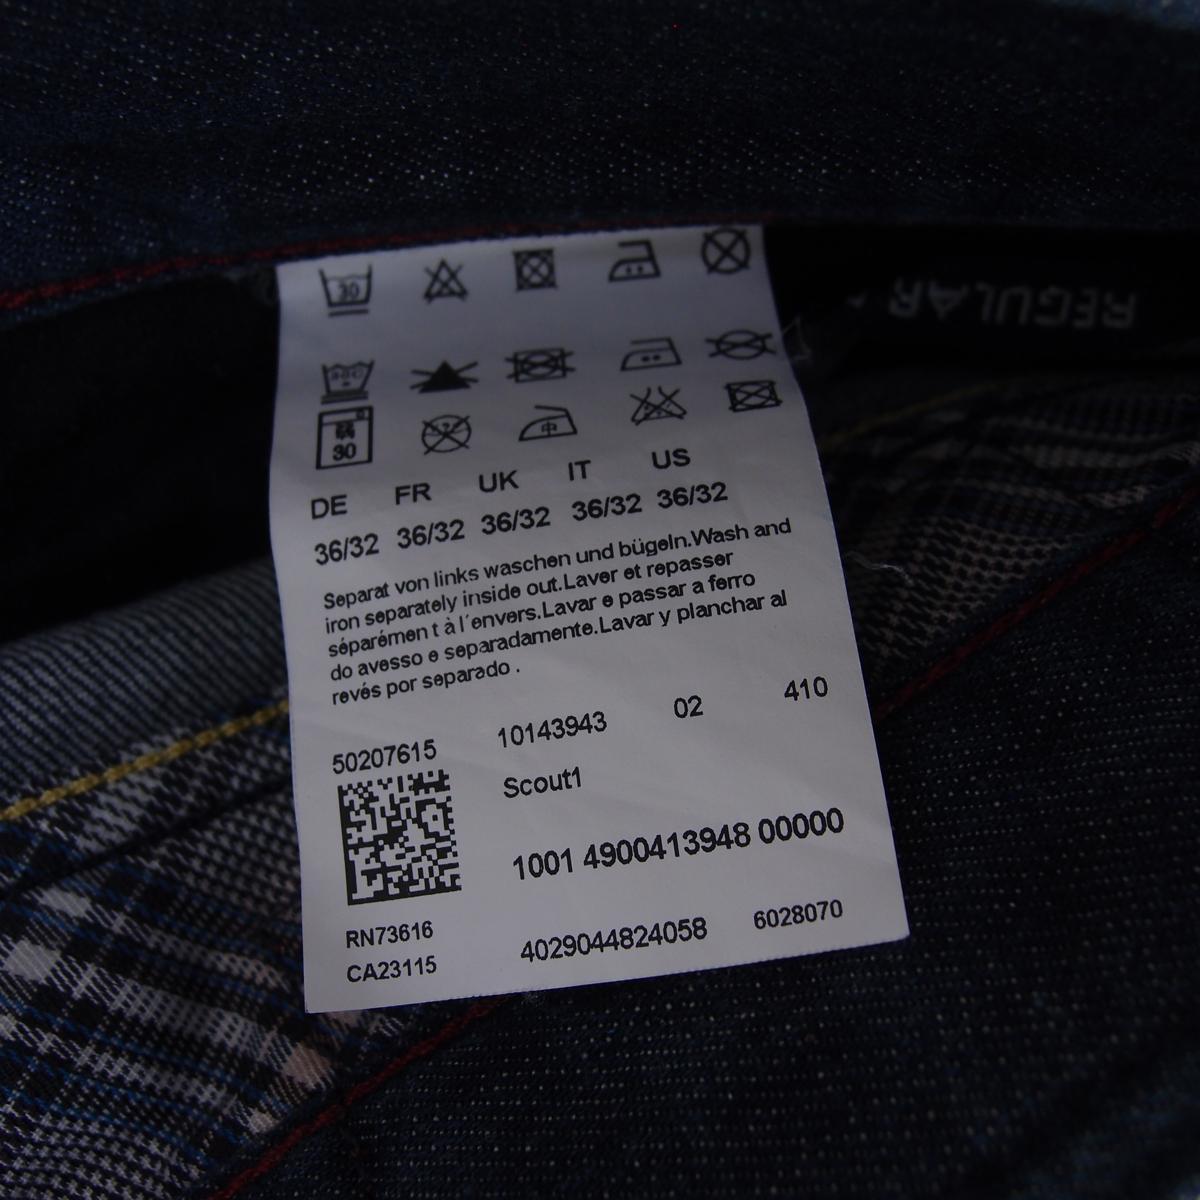 30
30
中
DE FR UK IT US
36/32 36/32 36/32 36/32 36/32
Separat von links waschen und bügeln.Wash and
iron separately inside out.Laver et repasser
séparémen t à l´envers.Lavar e passar a ferro
do avesso e separadamente.Lavar y planchar al
revés por separado .
50207615 10143943 02 410
Scout1
1001 4900413948 00000
RN73616
CA23115 4029044824058 6028070
REGULAR